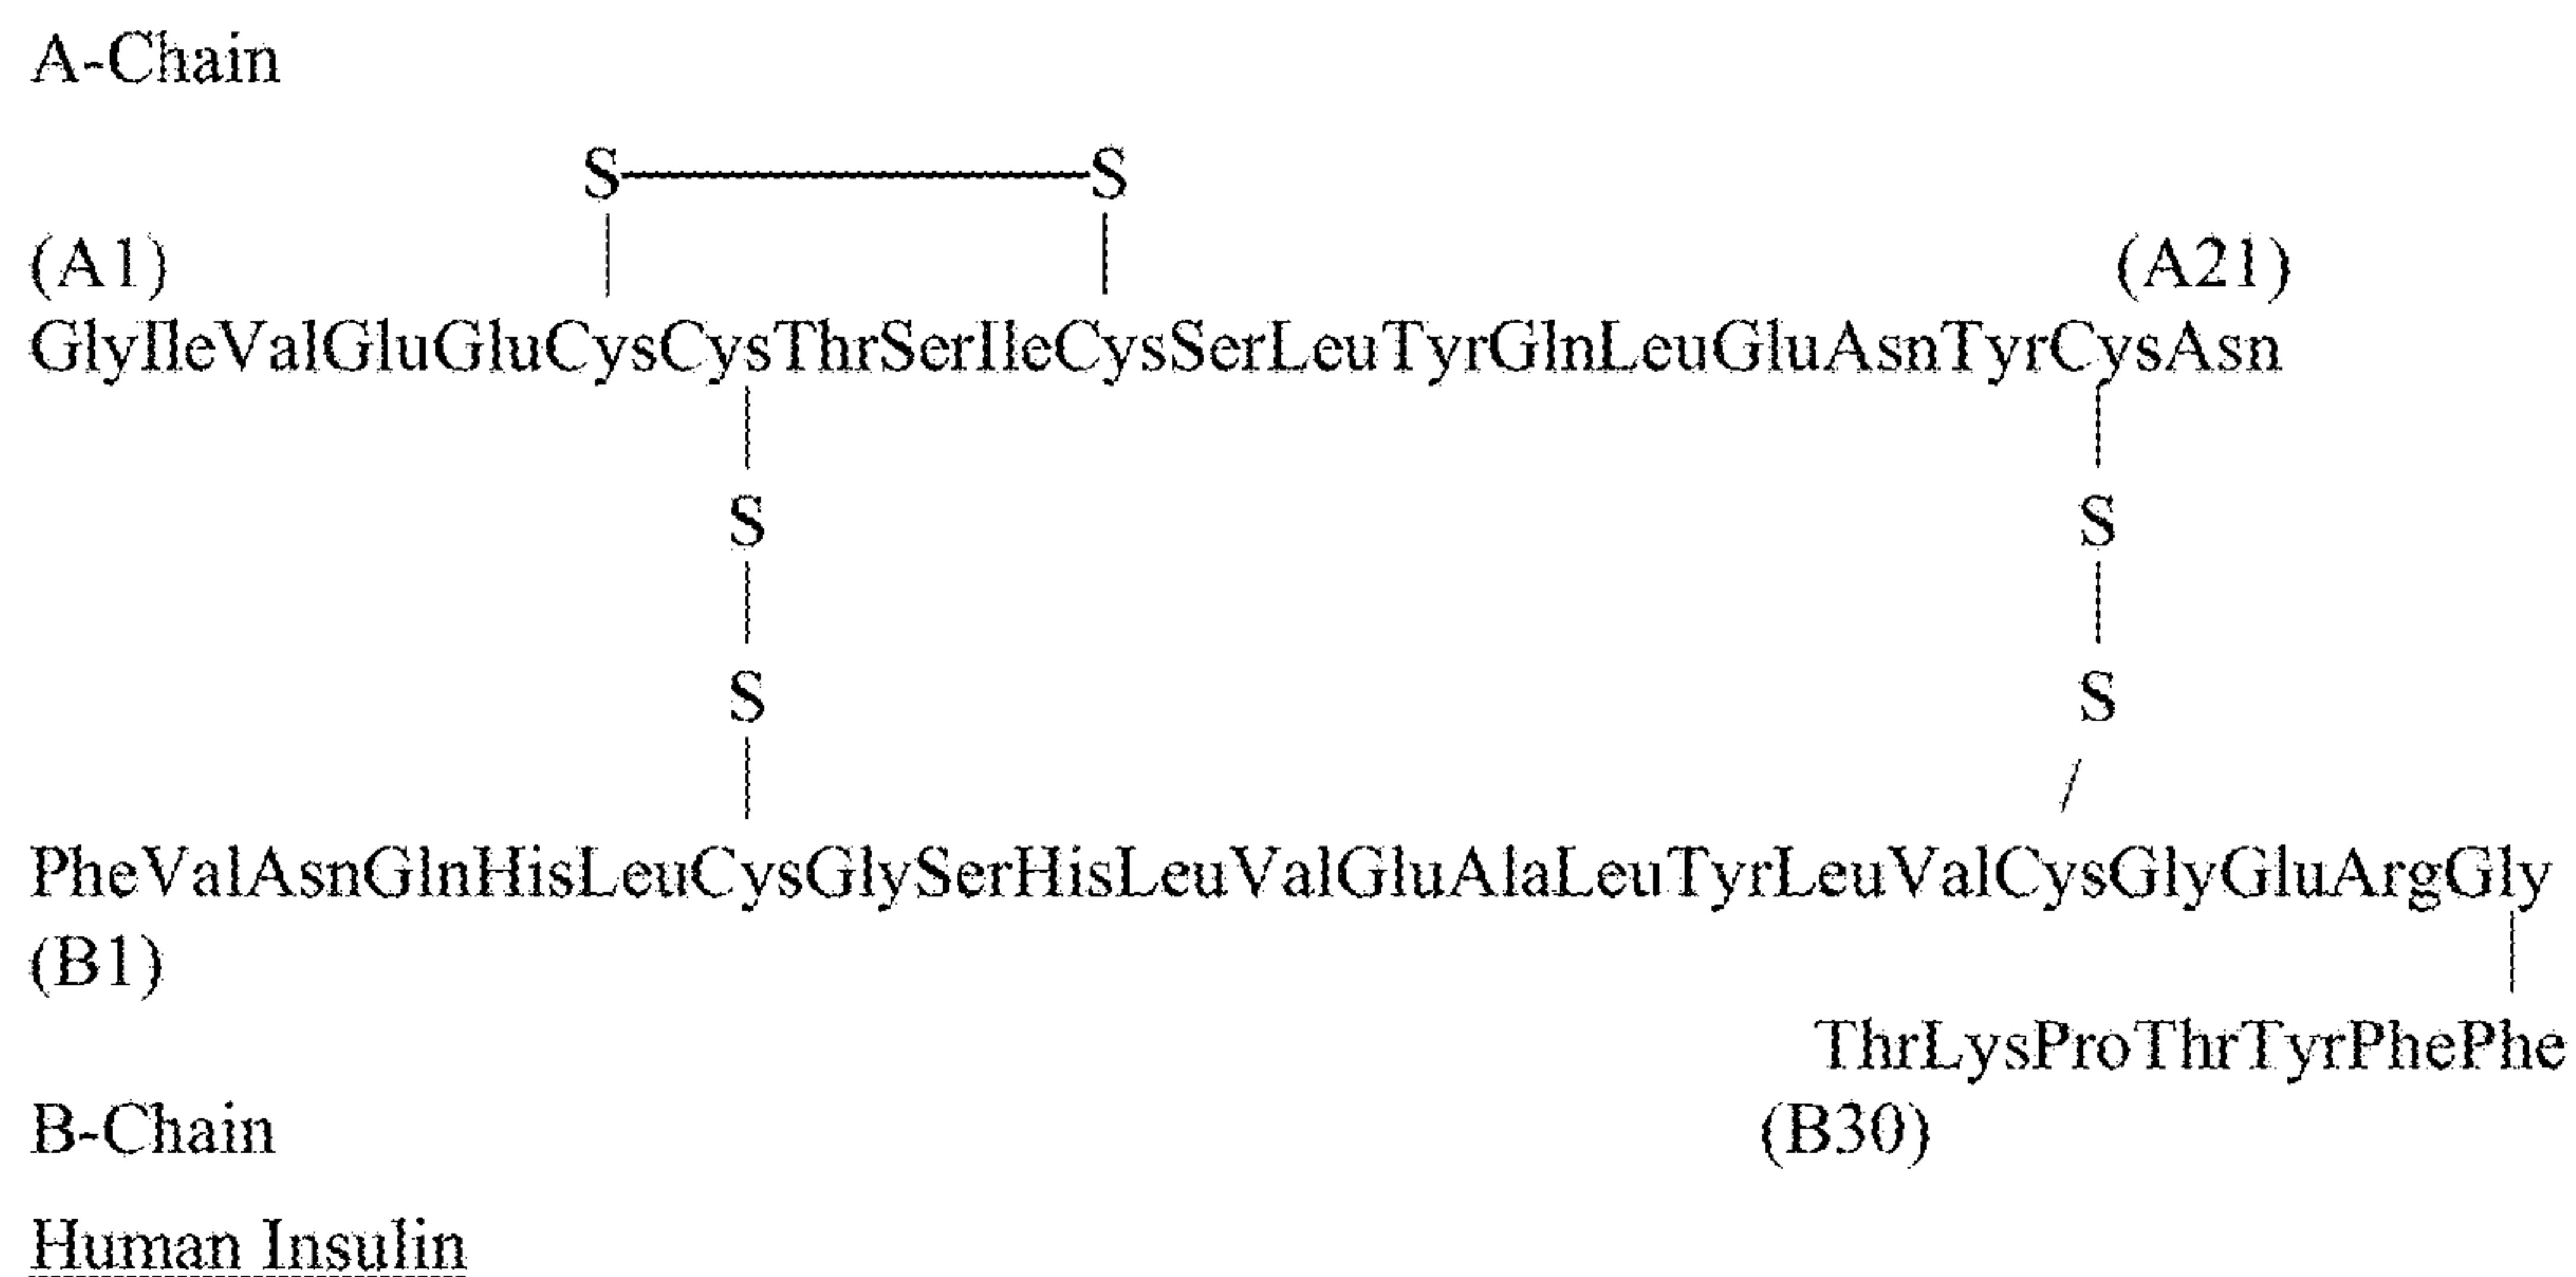 A-Chain
S S
(A1) (A21)
GlyIleValGluGluCysCysThrSerIleCysSerLeuTyrGlnLeuGluAsnTyrCysAsn
S S
S S
PheValAsnGlnHisLeuCysGlySerHisLeuValGluAlaLeuTyrLeuValCysGlyGluArgGly
(B1)
ThrLysProThrTyrPhePhe
B-Chain (B30)
Human Insulin